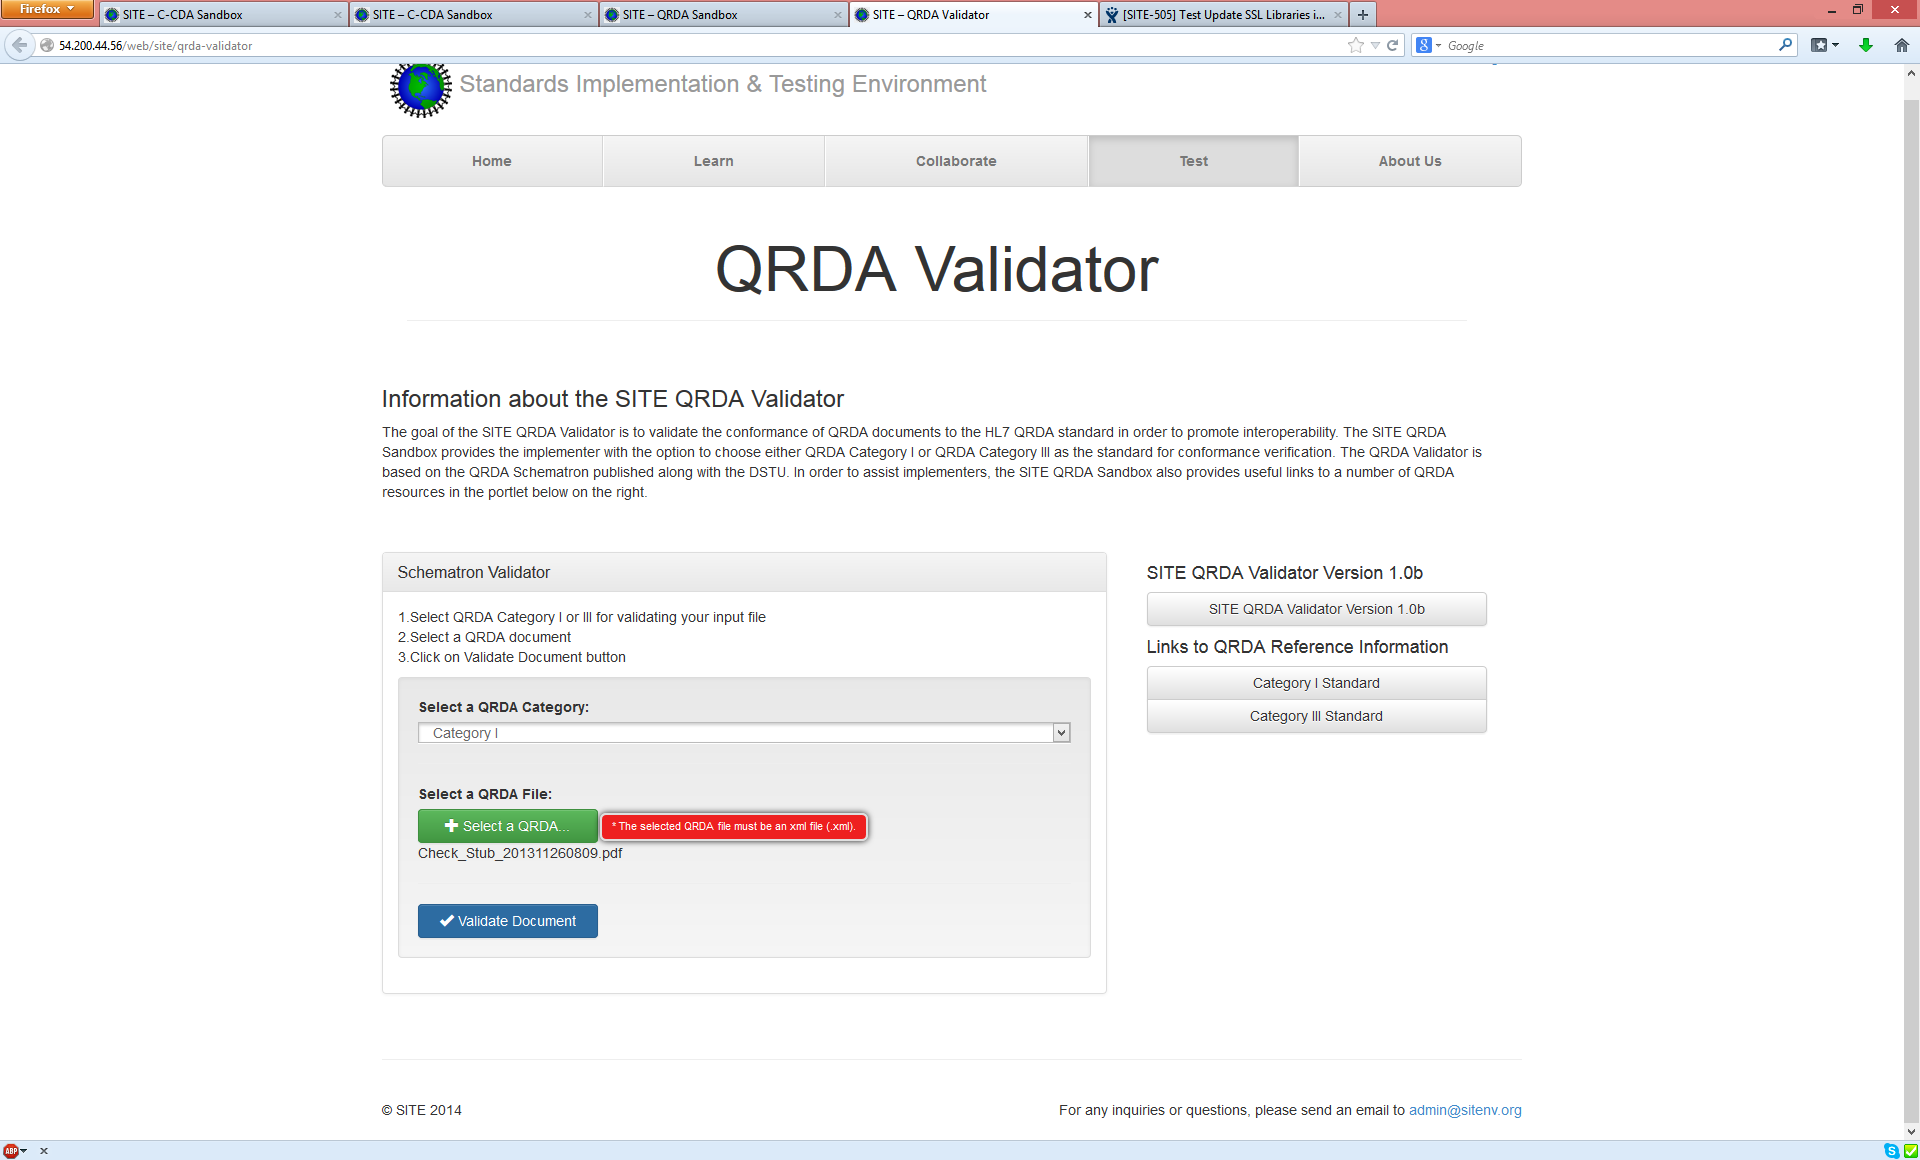 Firefox
SITE – C-CDA Sandbox
SITE – C-CDA Sandbox
SITE – QRDA Sandbox
SITE – QRDA Validator
[SITE-505] Test Update SSL Libraries i...
54.200.44.56/web/site/qrda-validator
Google
Standards Implementation & Testing Environment
Home
Learn
Collaborate
Test
About Us
QRDA Validator
Information about the SITE QRDA Validator
The goal of the SITE QRDA Validator is to validate the conformance of QRDA documents to the HL7 QRDA standard in order to promote interoperability. The SITE QRDA
Sandbox provides the implementer with the option to choose either QRDA Category I or QRDA Category III as the standard for conformance verification. The QRDA Validator is
based on the QRDA Schematron published along with the DSTU. In order to assist implementers, the SITE QRDA Sandbox also provides useful links to a number of QRDA
resources in the portlet below on the right.
Schematron Validator
1.Select QRDA Category I or III for validating your input file
2.Select a QRDA document
3.Click on Validate Document button
Select a QRDA Category:
Category I
Select a QRDA File:
Select a QRDA...
* The selected QRDA file must be an xml file (.xml).
Check_Stub_201311260809.pdf
Validate Document
SITE QRDA Validator Version 1.0b
SITE QRDA Validator Version 1.0b
Links to QRDA Reference Information
Category I Standard
Category III Standard
© SITE 2014
For any inquiries or questions, please send an email to admin@sitenv.org
ABP